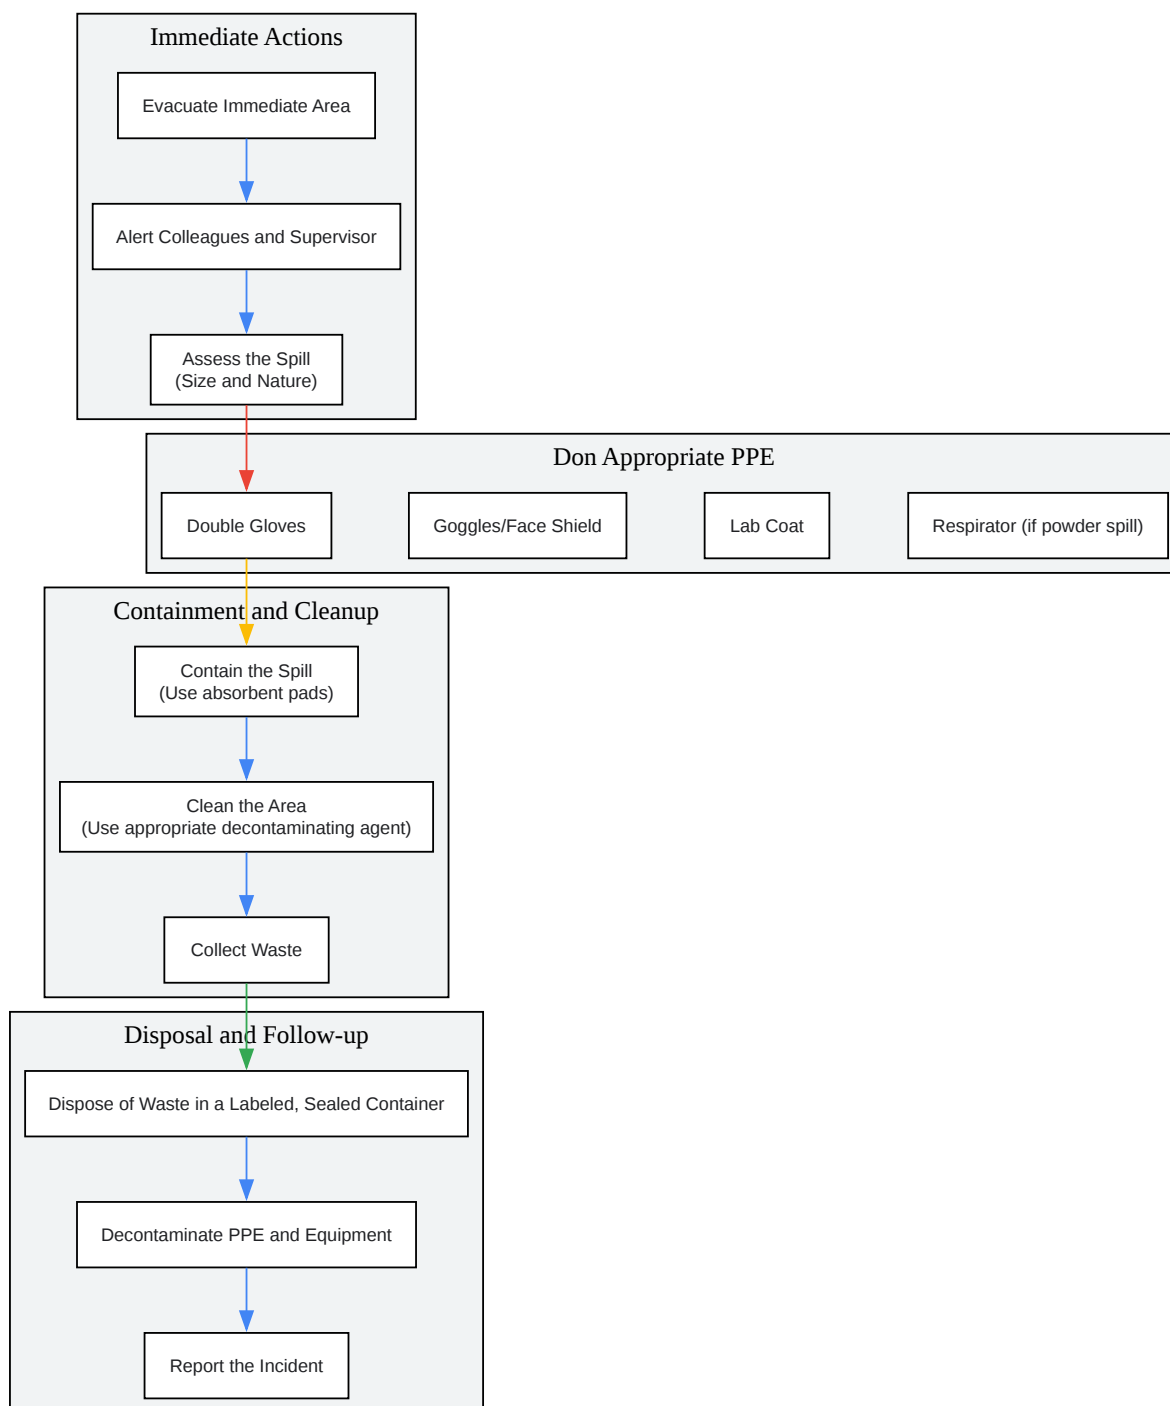 Immediate Actions
Evacuate Immediate Area
Alert Colleagues and Supervisor
Assess the Spill
(Size and Nature)
Don Appropriate PPE
Double Gloves
Goggles/Face Shield
Lab Coat
Respirator (if powder spill)
Containment and Cleanup
Contain the Spill
(Use absorbent pads)
Clean the Area
(Use appropriate decontaminating agent)
Collect Waste
Disposal and Follow-up
Dispose of Waste in a Labeled, Sealed Container
Decontaminate PPE and Equipment
Report the Incident